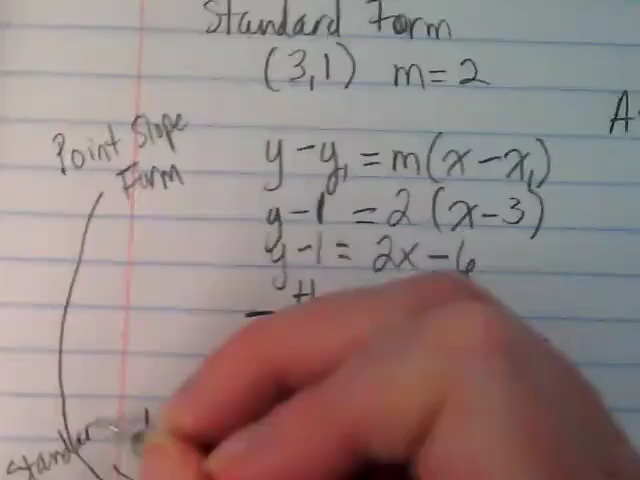 Standard Form
(3,1) m=2
A
Point Slope
Form
y-y₁ = m(x-x₁)
y-1 = 2(x-3)
y-1 = 2x-6